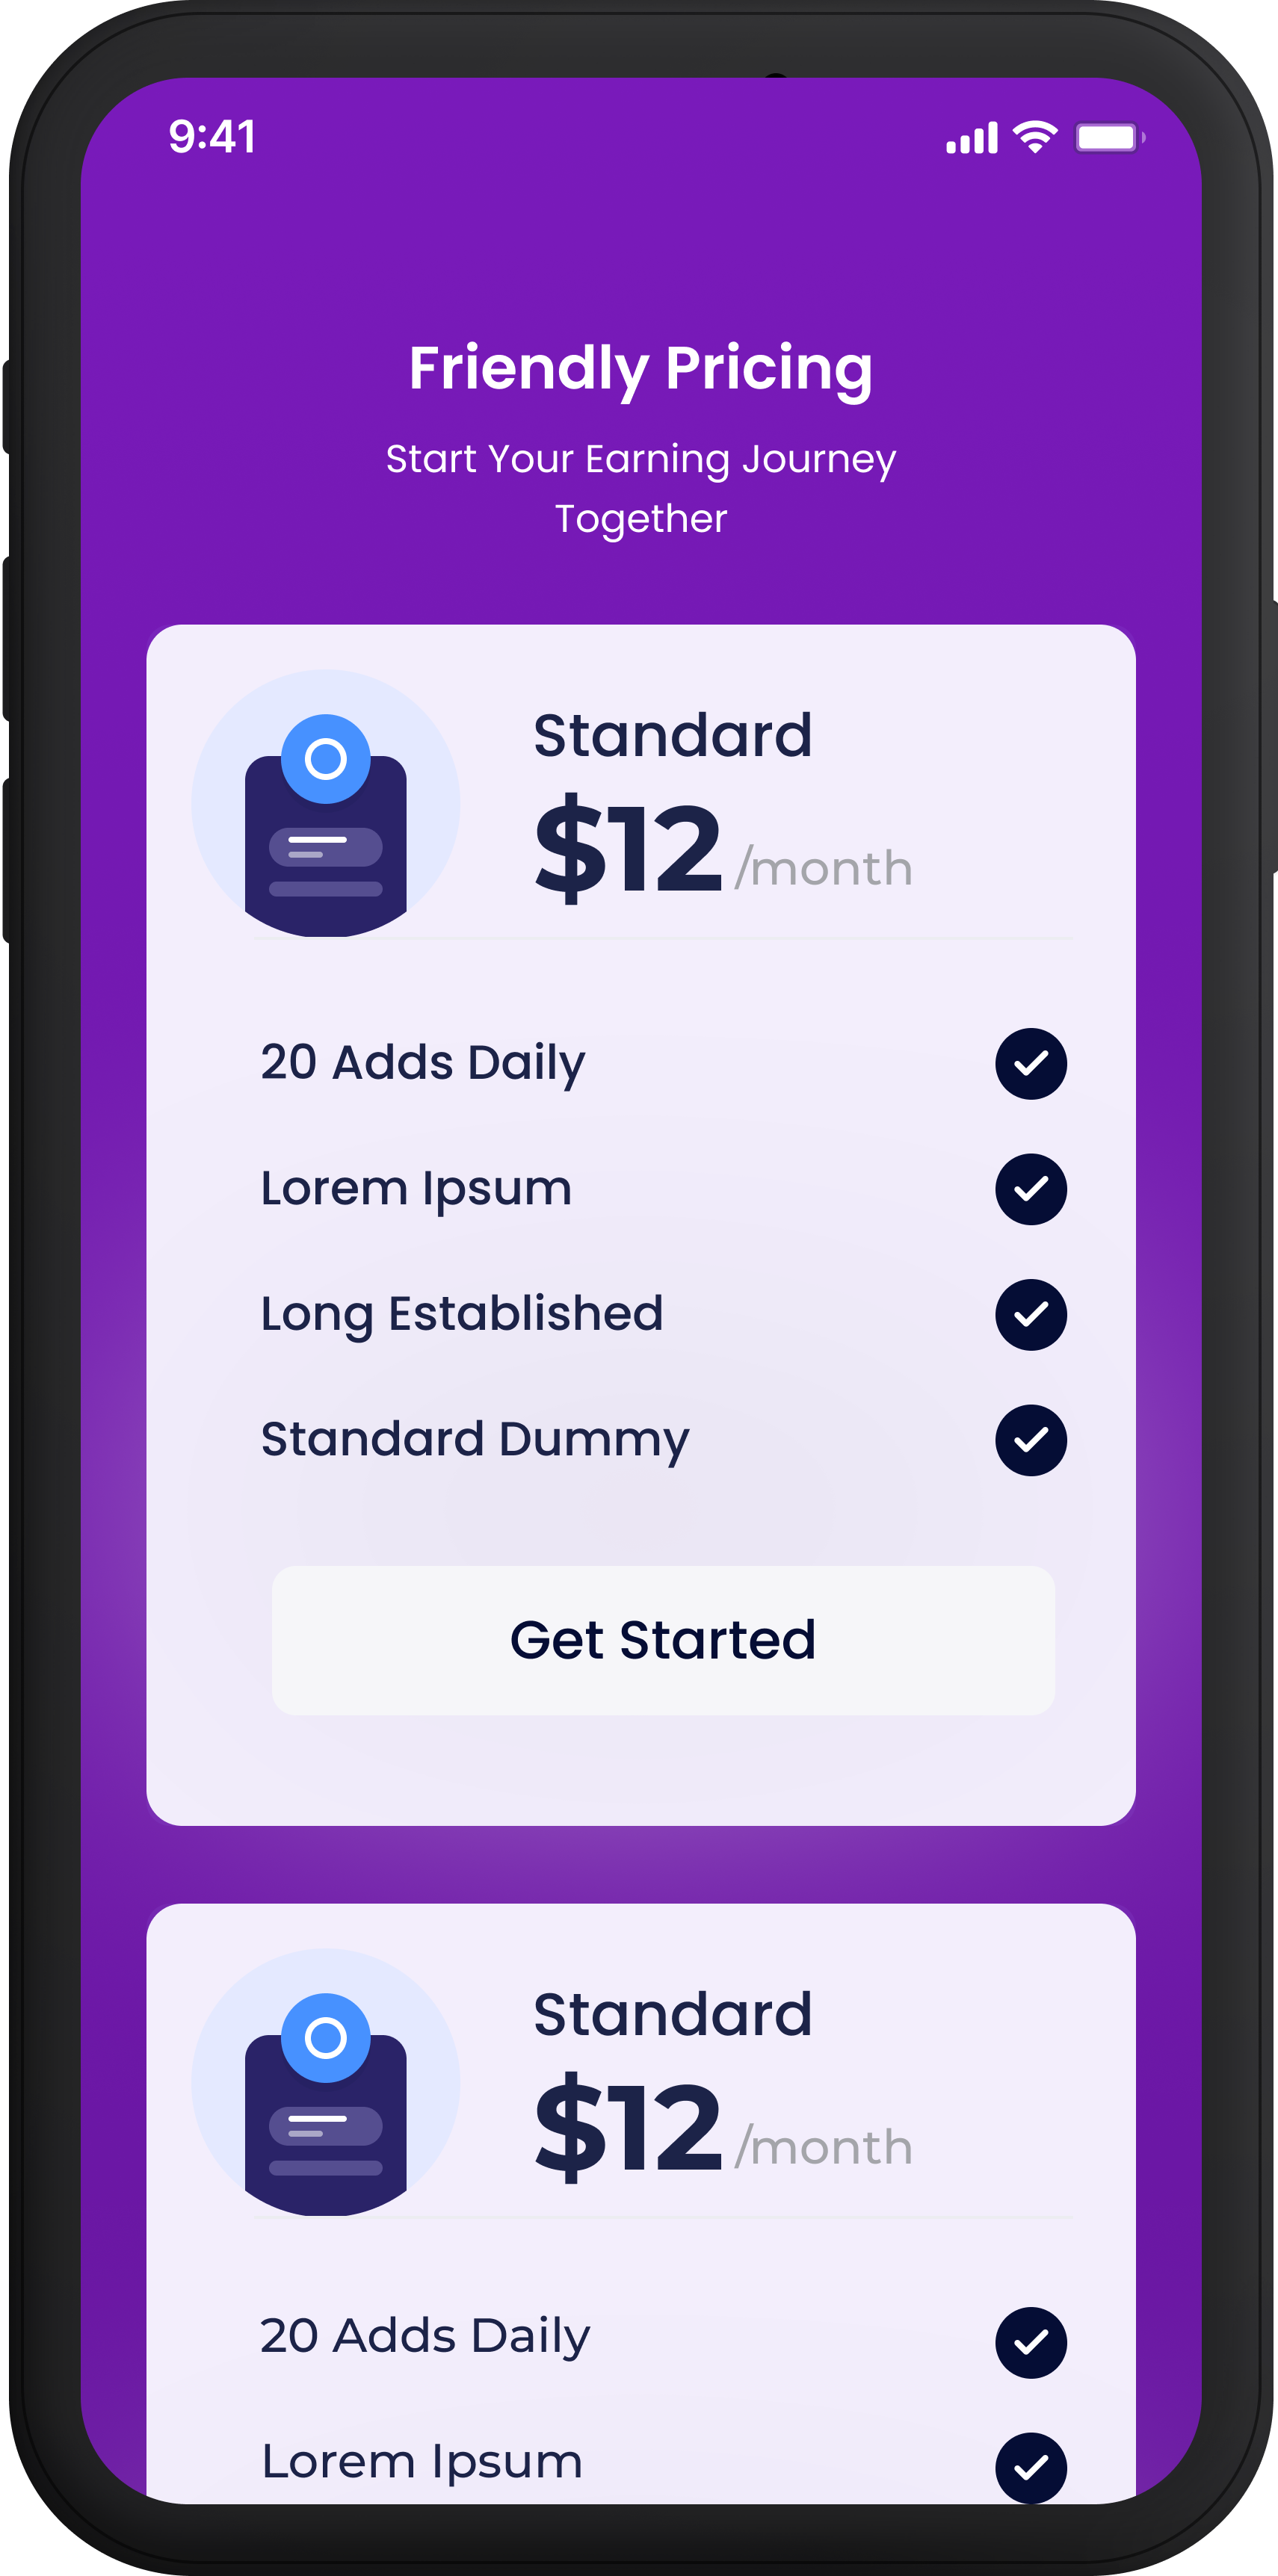 9:41
Friendly Pricing
Start Your Earning Journey
Together
Standard
$12 /month
20 Adds Daily
Lorem Ipsum
Long Established
Standard Dummy
Get Started
Standard
$12 /month
20 Adds Daily
Lorem Ipsum